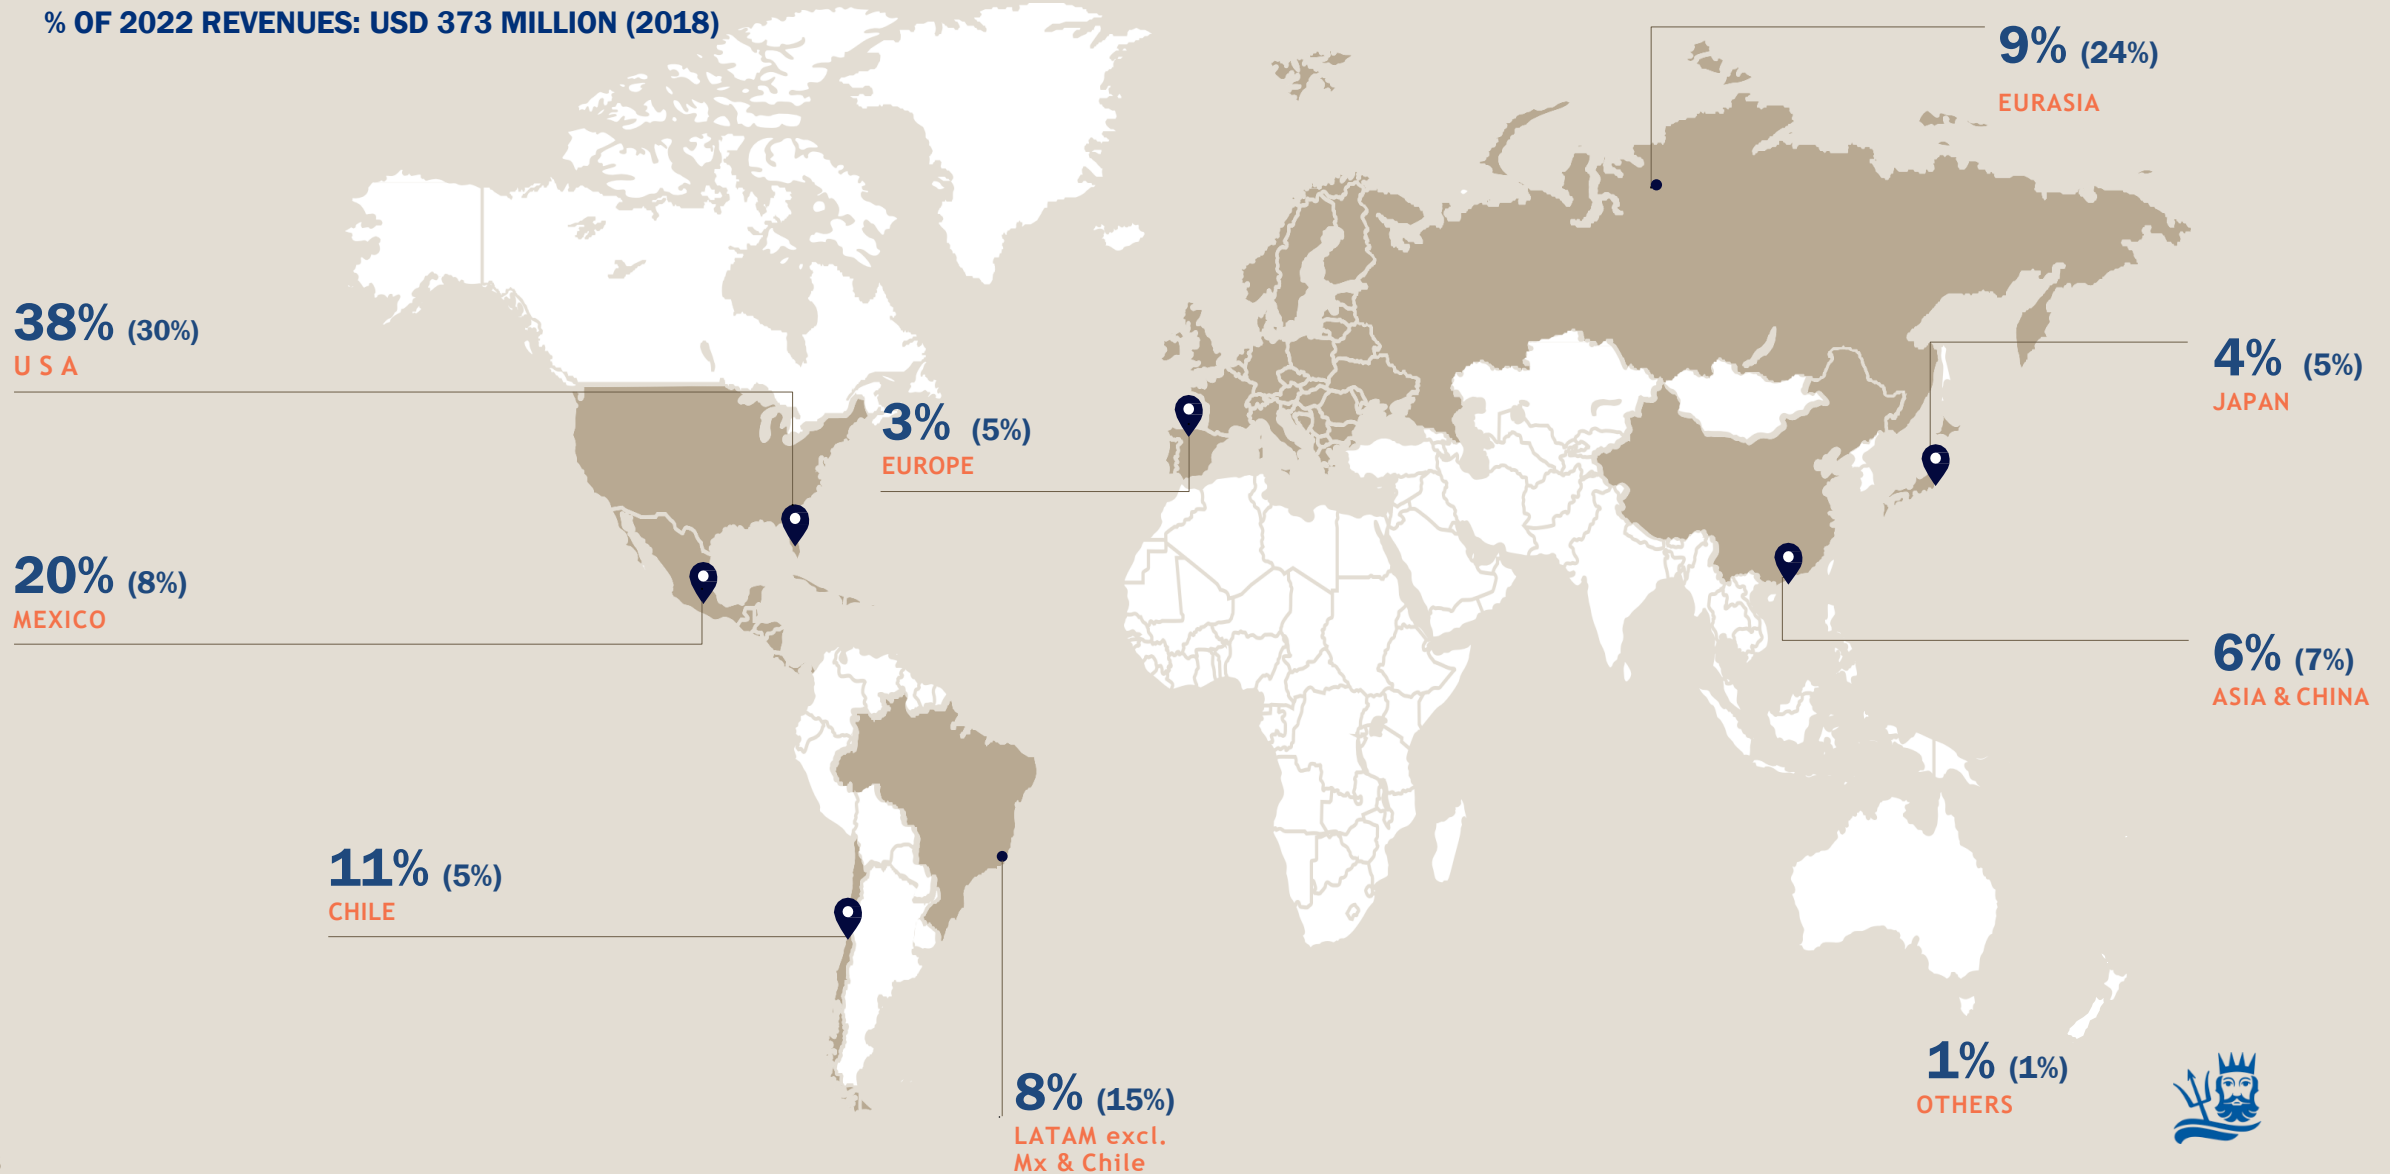 % OF 2022 REVENUES: USD 373 MILLION (2018)
9% (24%)
EURASIA
38% (30%)
U S A
4% (5%)
JAPAN
3% (5%)
EUROPE
20% (8%)
MEXICO
6% (7%)
ASIA & CHINA
11% (5%)
CHILE
8% (15%)
LATAM excl.
Mx & Chile
1% (1%)
OTHERS